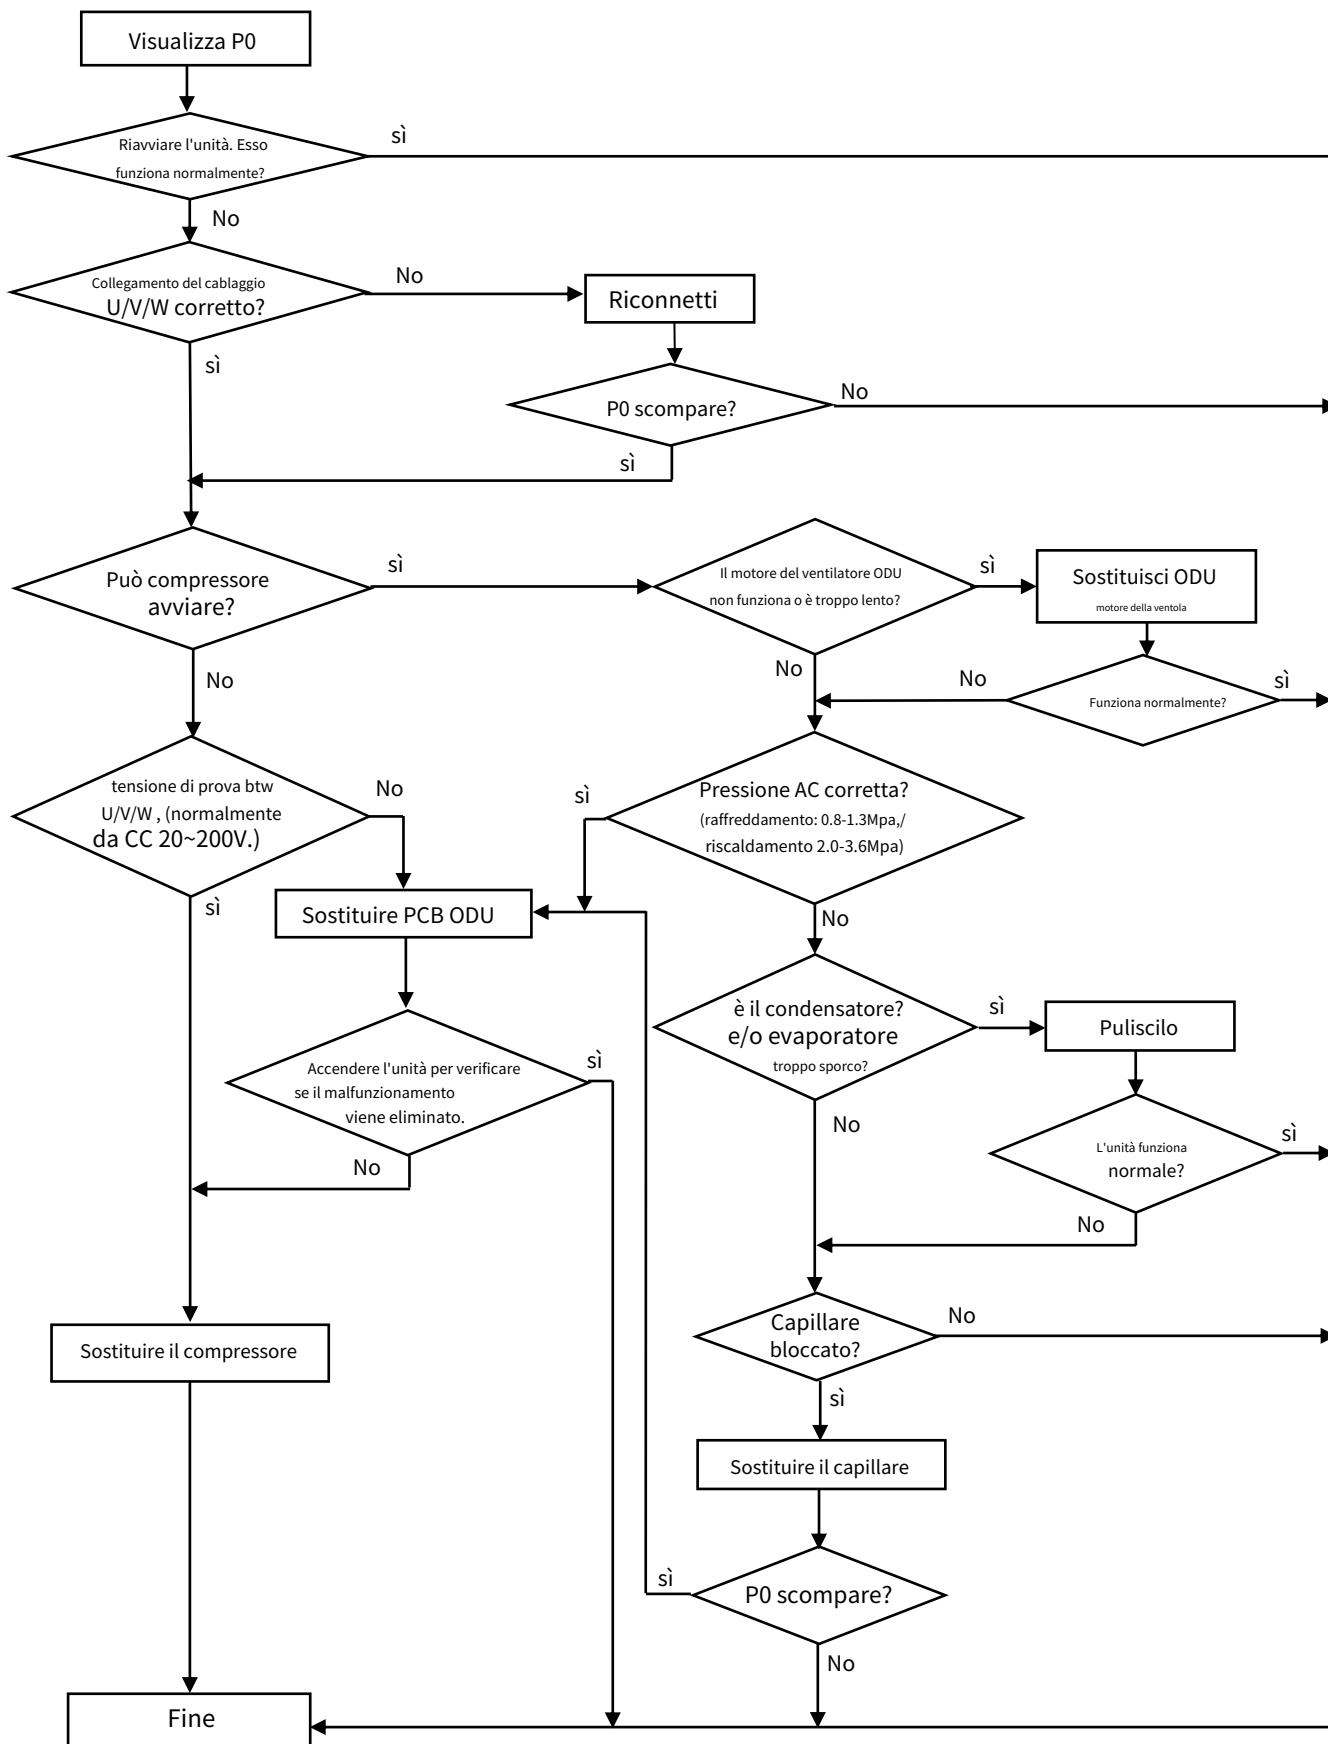 Visualizza P0
Riavviare l'unità. Esso
funziona normalmente?
sì
No
Collegamento del cablaggio
U/V/W corretto?
No
Riconnetti
sì
P0 scompare?
No
sì
Può compressore
avviare?
sì
Il motore del ventilatore ODU
non funziona o è troppo lento?
sì
Sostituisci ODU
motore della ventola
No
No
No
Funziona normalmente?
sì
tensione di prova btw
U/V/W , (normalmente
da CC 20~200V.)
No
sì
Pressione AC corretta?
(raffreddamento: 0.8-1.3Mpa,/
riscaldamento 2.0-3.6Mpa)
sì
Sostituire PCB ODU
No
è il condensatore?
e/o evaporatore
troppo sporco?
sì
Puliscilo
Accendere l'unità per verificare
se il malfunzionamento
viene eliminato.
sì
No
No
L'unità funziona
normale?
sì
No
Capillare
bloccato?
No
Sostituire il compressore
sì
Sostituire il capillare
sì
P0 scompare?
No
Fine